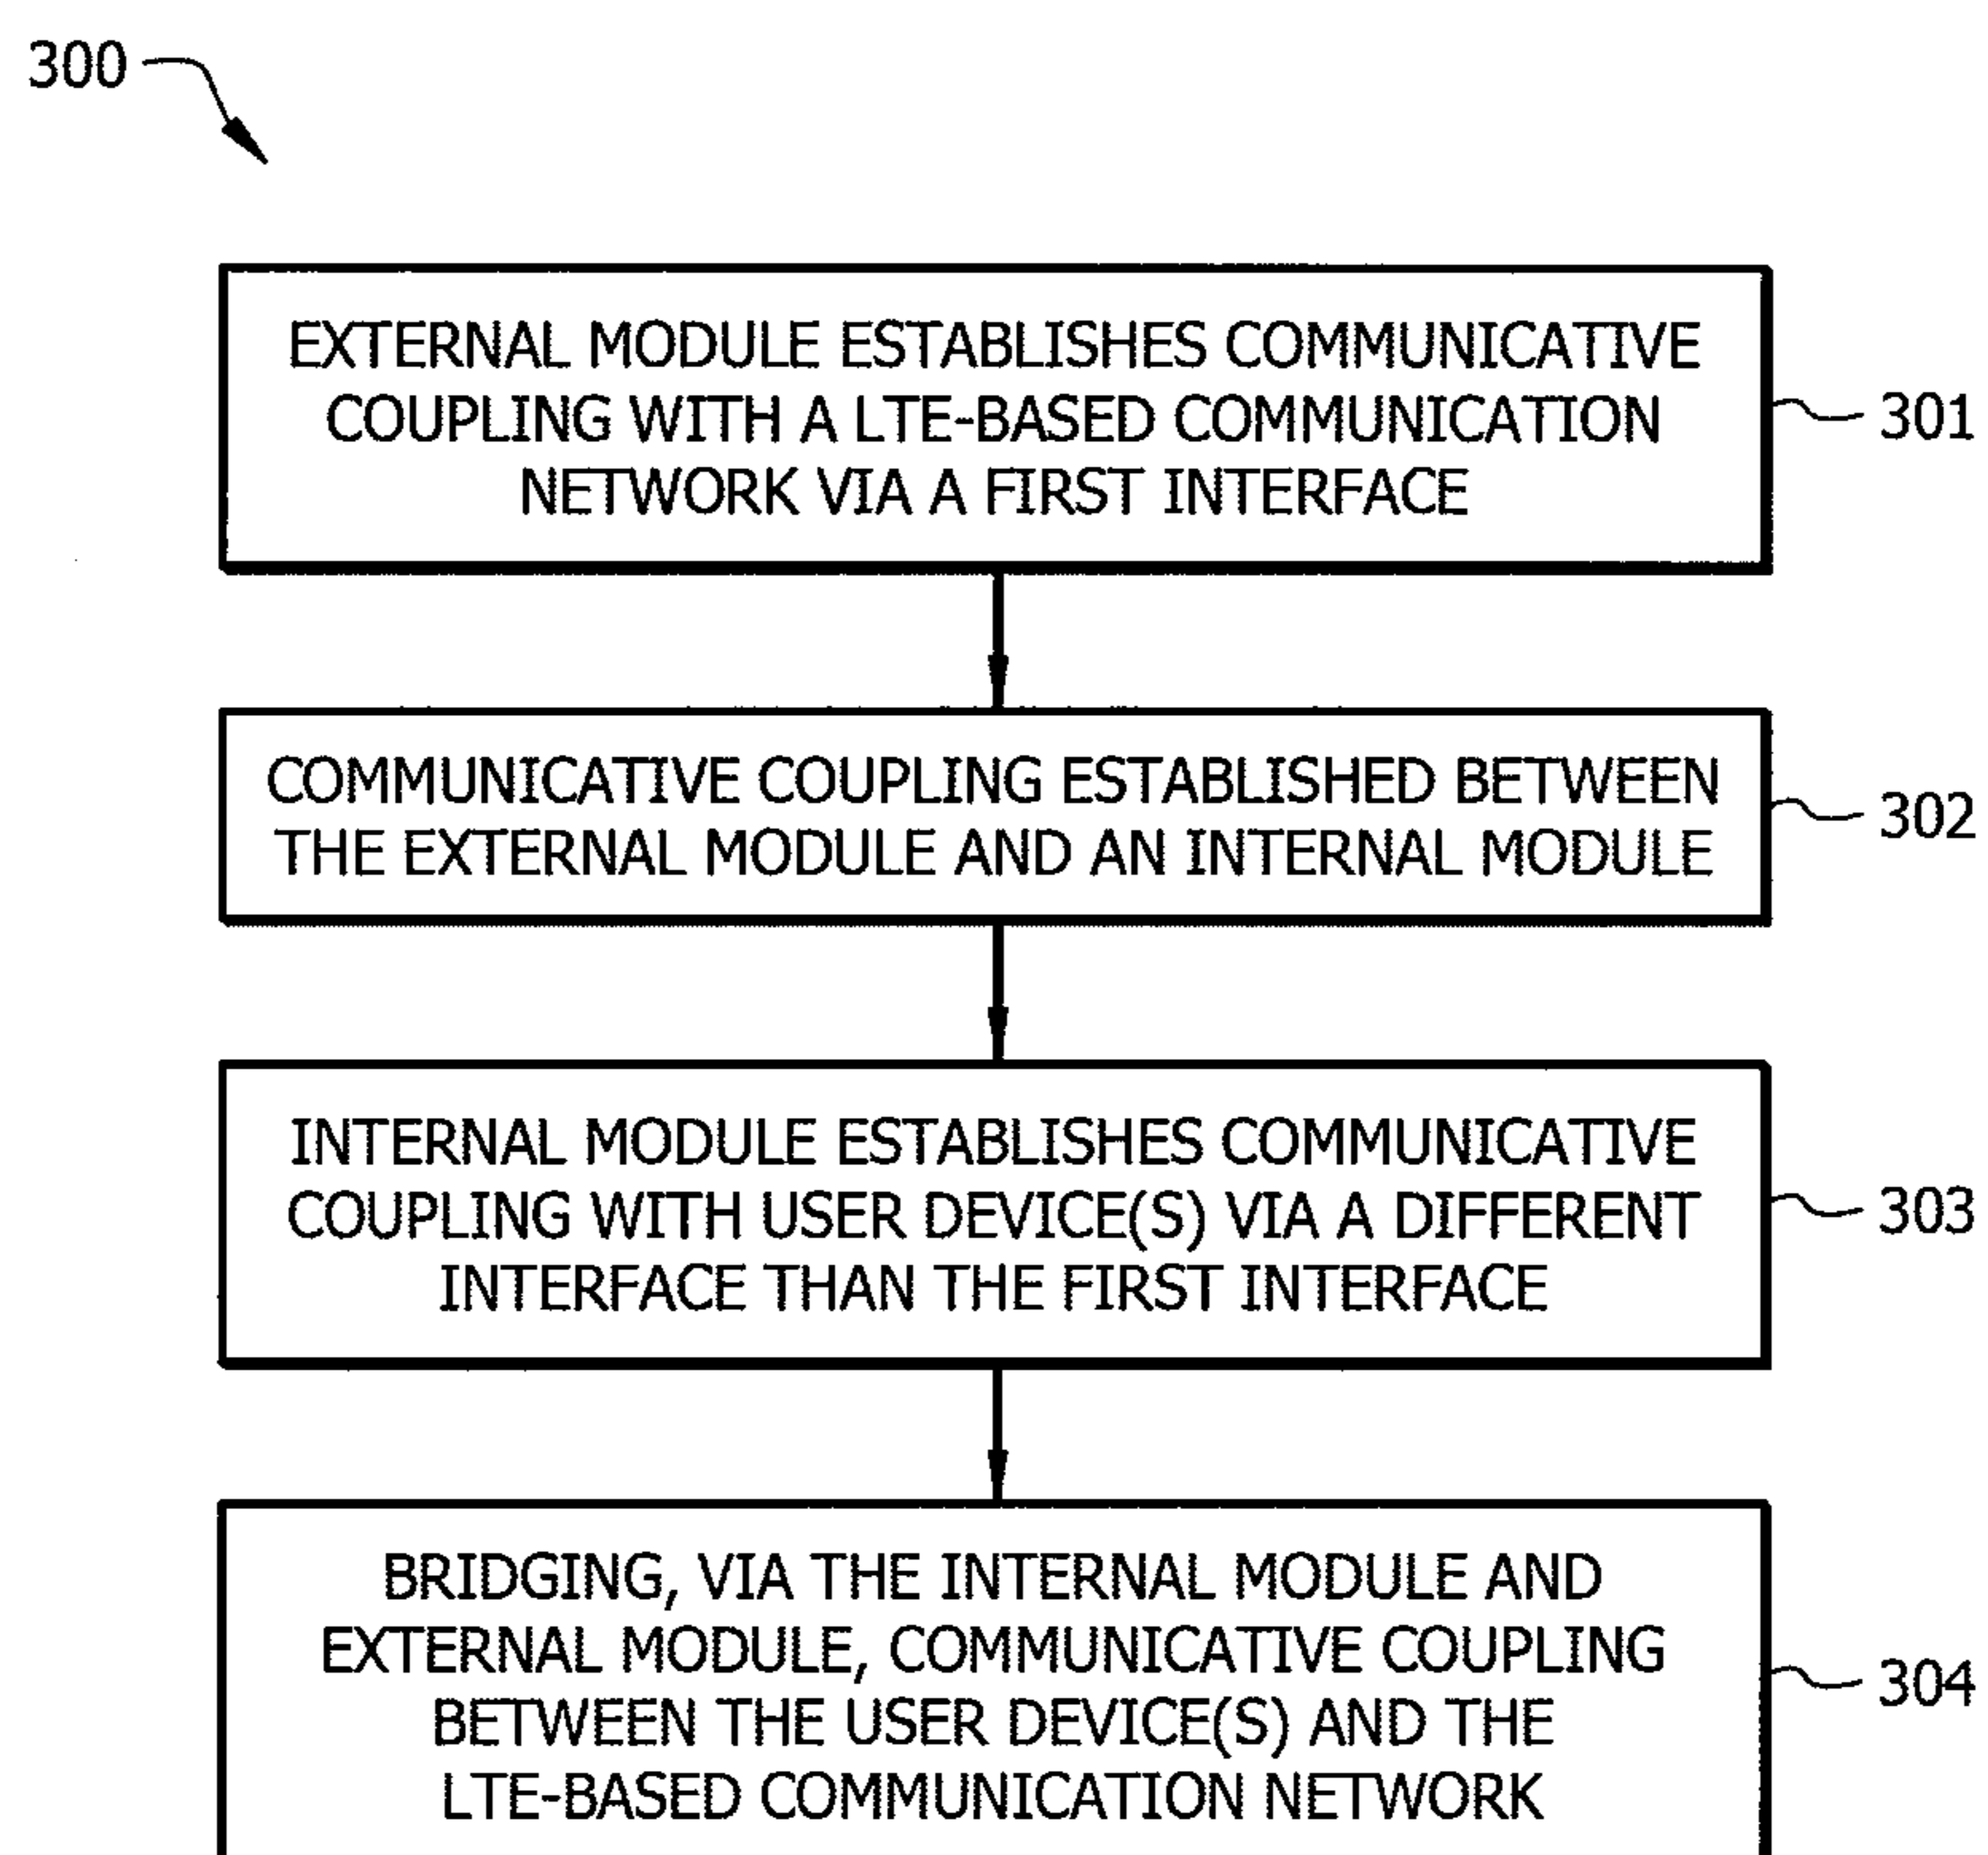 300
EXTERNAL MODULE ESTABLISHES COMMUNICATIVE
COUPLING WITH A LTE-BASED COMMUNICATION
NETWORK VIA A FIRST INTERFACE
301
COMMUNICATIVE COUPLING ESTABLISHED BETWEEN
THE EXTERNAL MODULE AND AN INTERNAL MODULE
302
INTERNAL MODULE ESTABLISHES COMMUNICATIVE
COUPLING WITH USER DEVICE(S) VIA A DIFFERENT
INTERFACE THAN THE FIRST INTERFACE
303
BRIDGING, VIA THE INTERNAL MODULE AND
EXTERNAL MODULE, COMMUNICATIVE COUPLING
BETWEEN THE USER DEVICE(S) AND THE
LTE-BASED COMMUNICATION NETWORK
304